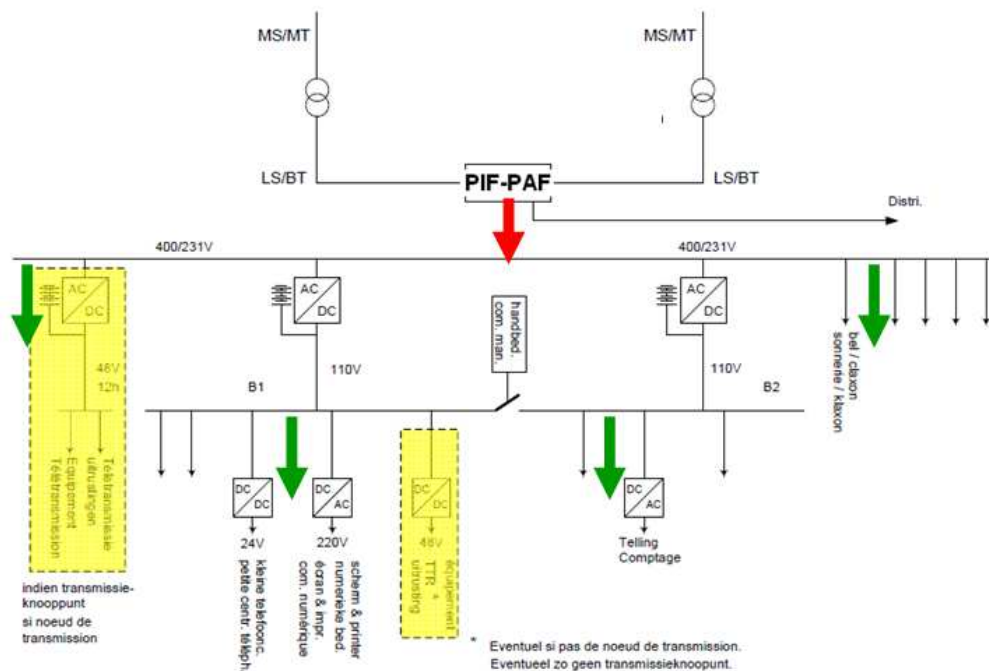 MS/MT
MS/MT
LS/BT
PIF-PAF
LS/BT
Distri.
400/231V
400/231V
AC
DC
AC
DC
AC
DC
handbed.
com. man.
bel / claxon
sonnerie / klaxon
48V
12h
110V
110V
B1
B2
Télétransmissie
uitrustingen
Equipement
Télétransmission
DC
DC
DC
AC
DC
DC
DC
AC
24V
220V
48V
Telling
Comptage
kleine telefoonc.
petite centr. téléph.
scherm & printer
numerieke bed.
écran & impr.
com. numérique
équipement
TTR *
uitrusting
indien transmissie-
knooppunt
si noeud de
transmission
* Eventuel si pas de noeud de transmission.
Eventueel zo geen transmissieknoopunt.